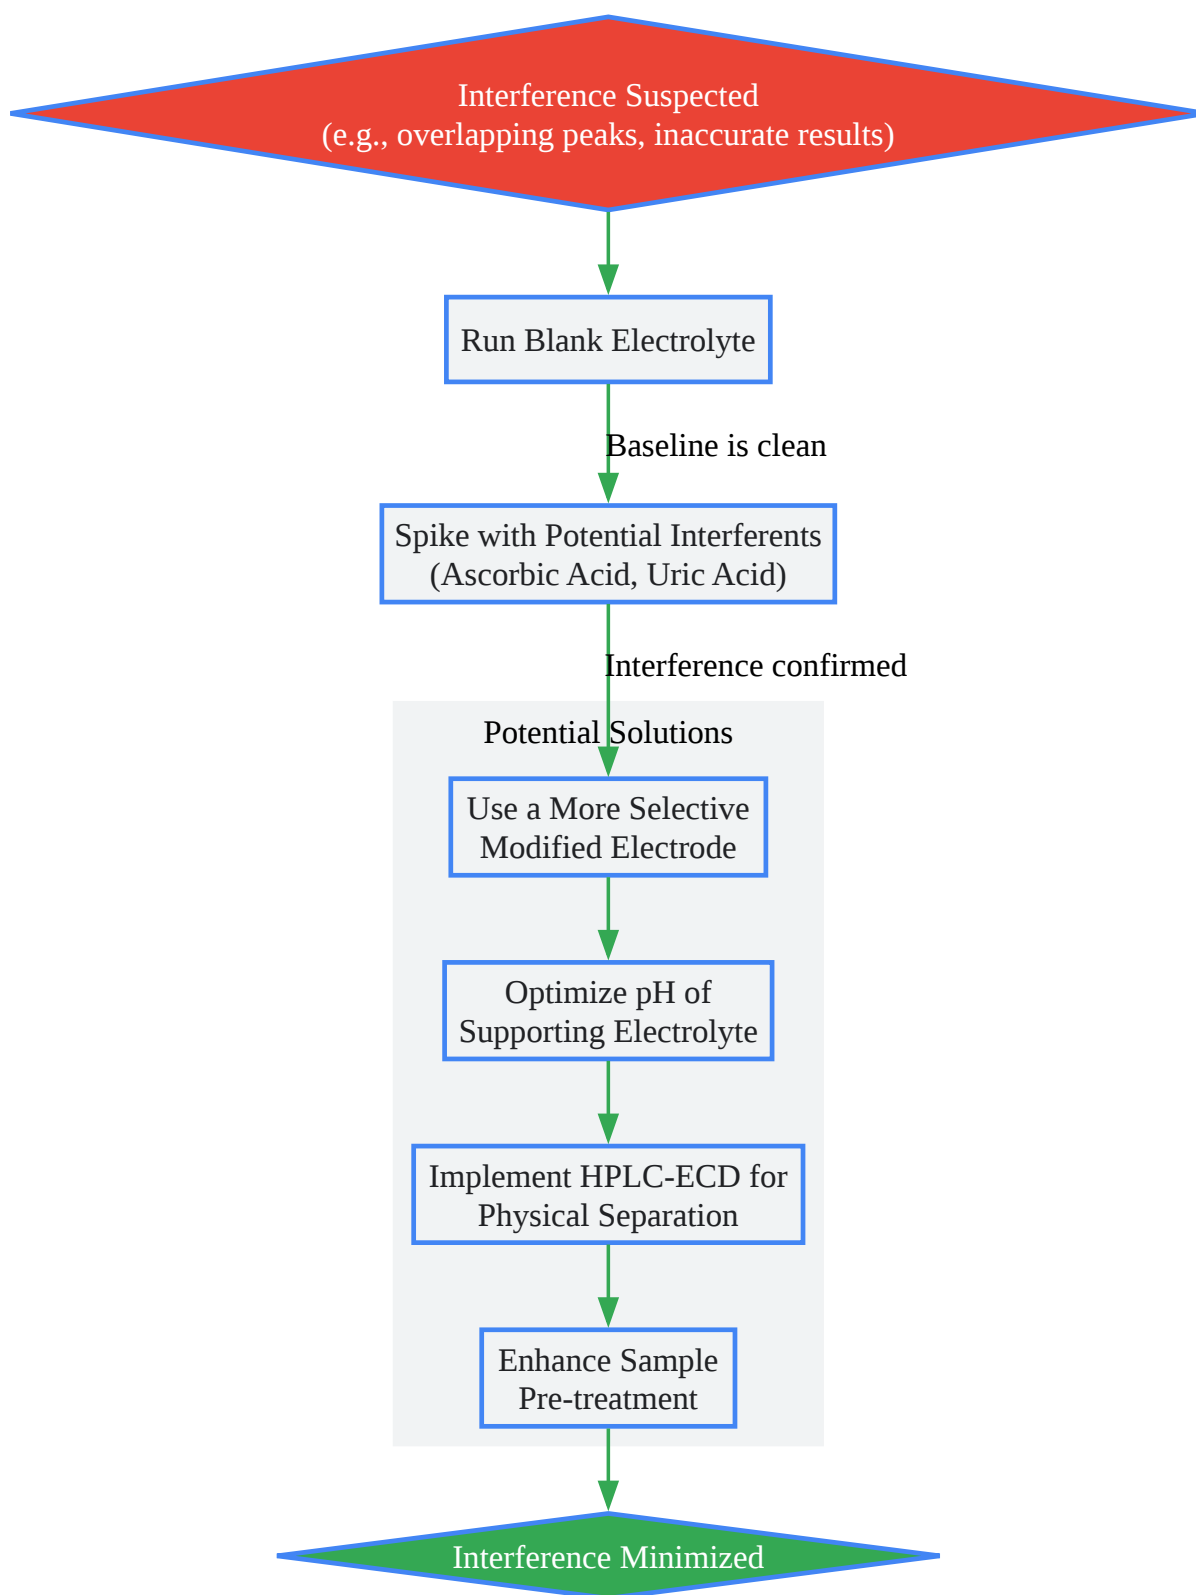 Interference Suspected
(e.g., overlapping peaks, inaccurate results)
Run Blank Electrolyte
Baseline is clean
Spike with Potential Interferents
(Ascorbic Acid, Uric Acid)
Interference confirmed
Potential Solutions
Use a More Selective
Modified Electrode
Optimize pH of
Supporting Electrolyte
Implement HPLC-ECD for
Physical Separation
Enhance Sample
Pre-treatment
Interference Minimized